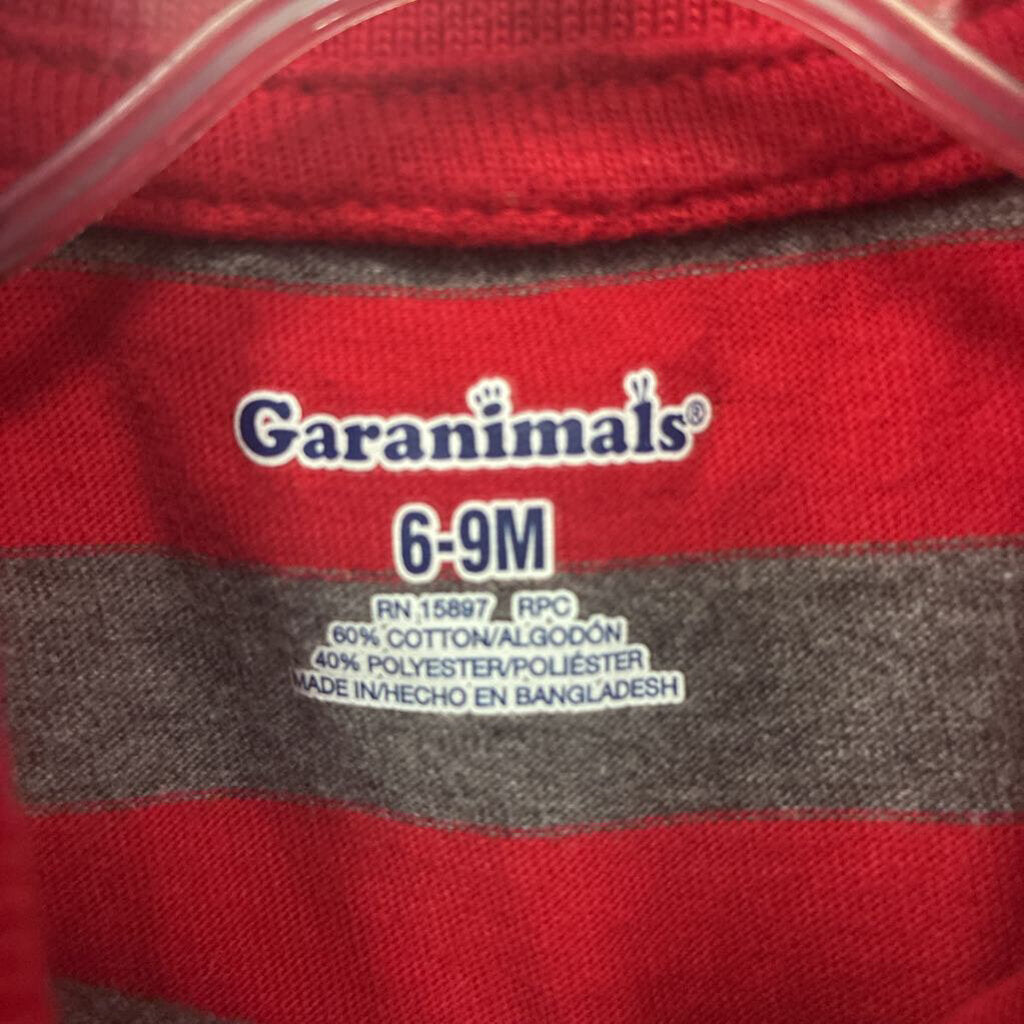 Garanimals®
6-9M
RN 15897 RPC
60% COTTON/ALGODÓN
40% POLYESTER/POLIÉSTER
MADE IN/HECHO EN BANGLADESH